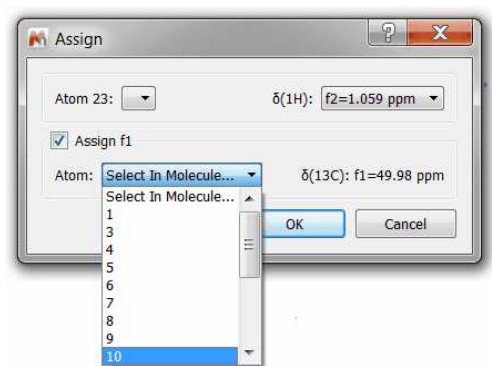 Assign
Atom 23: δ(1H): f2=1.059 ppm
Assign f1
Atom: Select In Molecule... δ(13C): f1=49.98 ppm
Select In Molecule...
1
3
4
5
6
7
8
9
10
OK Cancel